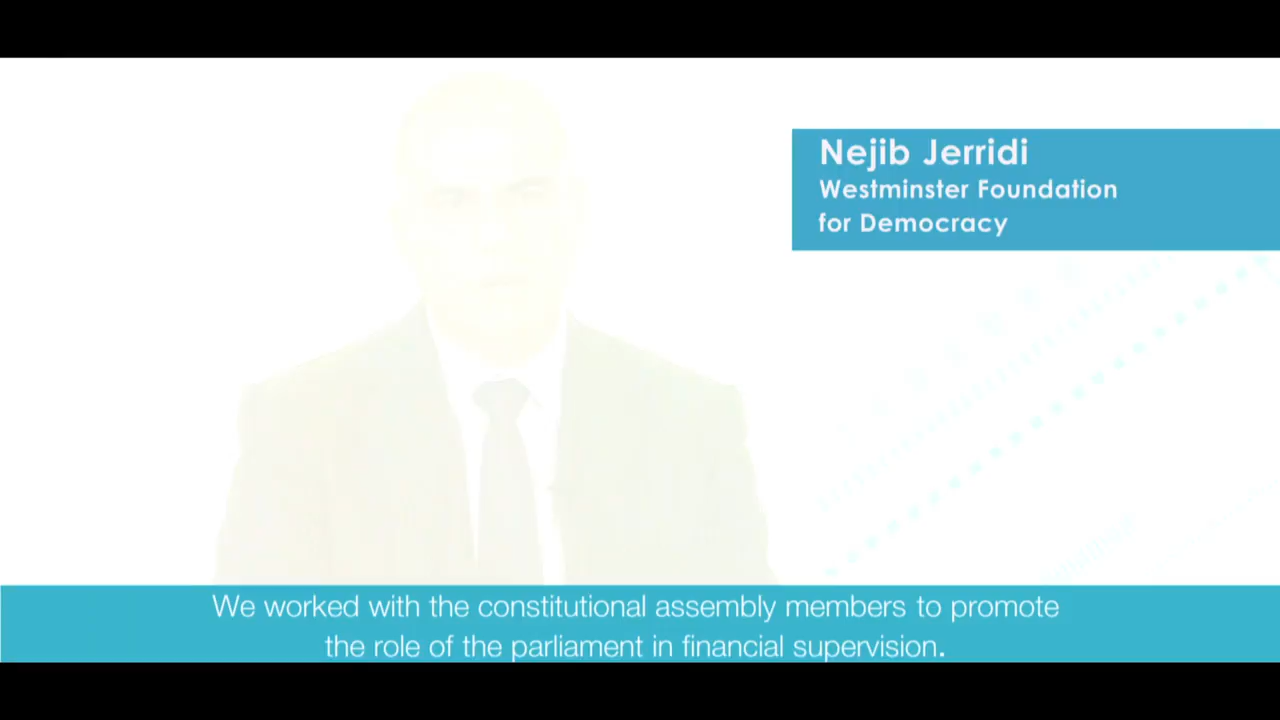 Nejib Jerridi
Westminster Foundation
for Democracy
We worked with the constitutional assembly members to promote
the role of the parliament in financial supervision.